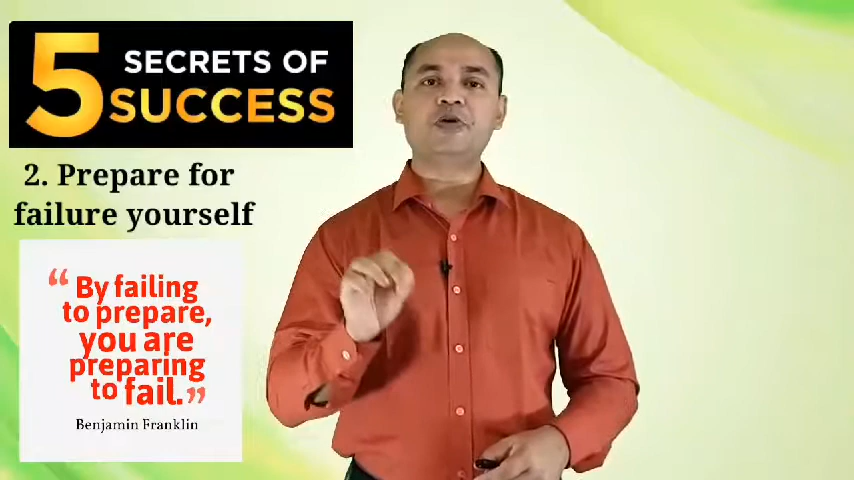 5 SECRETS OF
SUCCESS
2. Prepare for
failure yourself
“ By failing
to prepare,
you are
preparing
to fail. ”
Benjamin Franklin